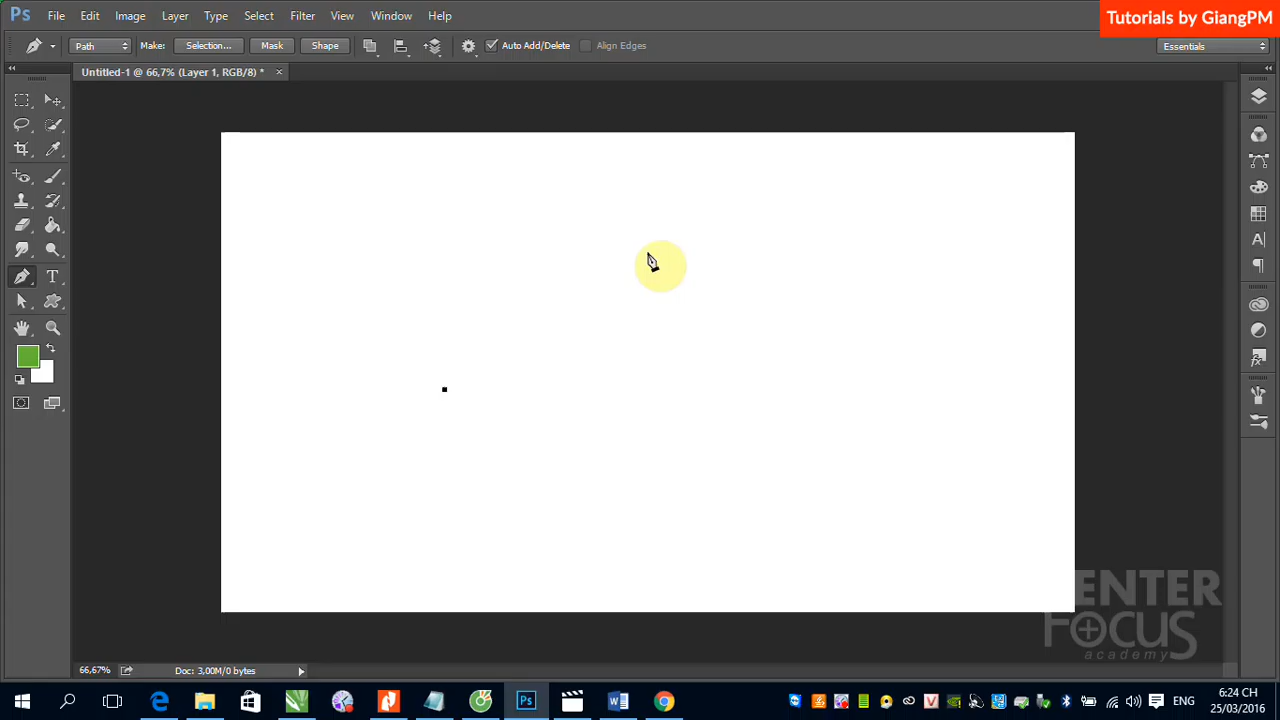 Ps File Edit Image Layer Type Select Filter View Window Help
Tutorials by GiangPM
Path Make: Selection... Mask Shape Auto Add/Delete Align Edges Essentials
Untitled-1 @ 66,7% (Layer 1, RGB/8) * ×
T
A
fx
ENTER
FOCUS
academy
66,67% Doc: 3,00M/0 bytes
Ps
ENG
6:24 CH
25/03/2016